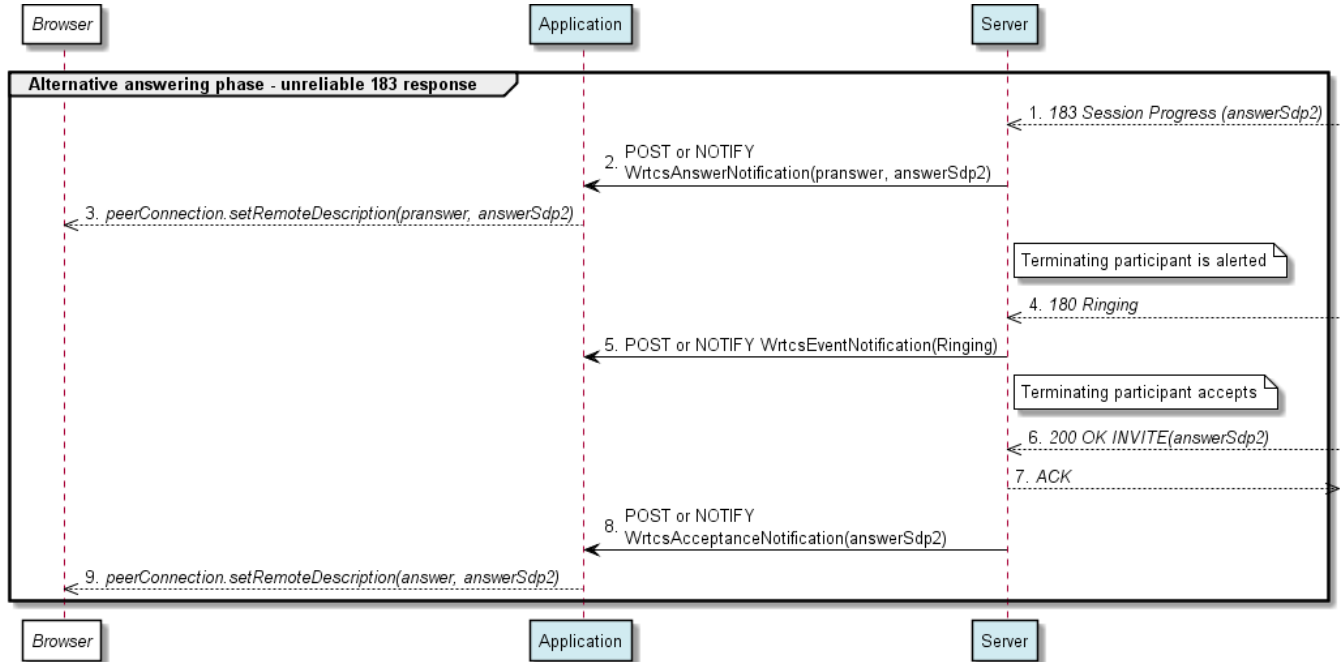 Browser Application Server
Alternative answering phase - unreliable 183 response
1. 183 Session Progress (answerSdp2)
2. POST or NOTIFY
WrtcsAnswerNotification(pranswer, answerSdp2)
3. peerConnection.setRemoteDescription(pranswer, answerSdp2)
Terminating participant is alerted
4. 180 Ringing
5. POST or NOTIFY WrtcsEventNotification(Ringing)
Terminating participant accepts
6. 200 OK INVITE(answerSdp2)
7. ACK
8. POST or NOTIFY
WrtcsAcceptanceNotification(answerSdp2)
9. peerConnection.setRemoteDescription(answer, answerSdp2)
Browser Application Server